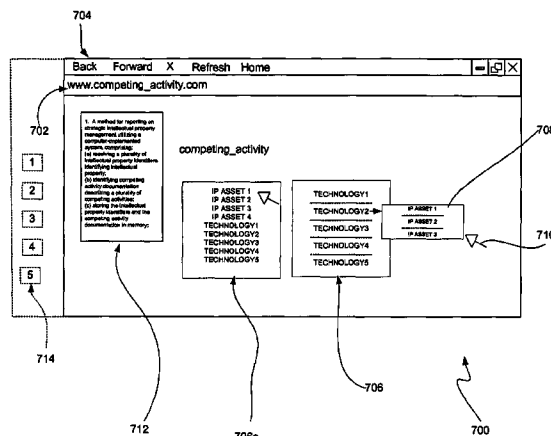 704
Back Forward X Refresh Home
www.competing_activity.com
702
1. A method for reporting on
strategic intellectual property
management utilizing a
computer-implemented
system, comprising:
(a) receiving a plurality of
intellectual property identifiers
identifying intellectual
property;
(b) identifying competing
activity documentation
describing a plurality of
competing activities;
(c) storing the intellectual
property identifiers and the
competing activity
documentation in memory;
competing_activity
IP ASSET 1
IP ASSET 2
IP ASSET 3
IP ASSET 4
TECHNOLOGY1
TECHNOLOGY2
TECHNOLOGY3
TECHNOLOGY4
TECHNOLOGY5
TECHNOLOGY1
TECHNOLOGY2
TECHNOLOGY3
TECHNOLOGY4
TECHNOLOGY5
708
IP ASSET 1
IP ASSET 2
IP ASSET 3
710
1
2
3
4
5
714
712
706a
706
700